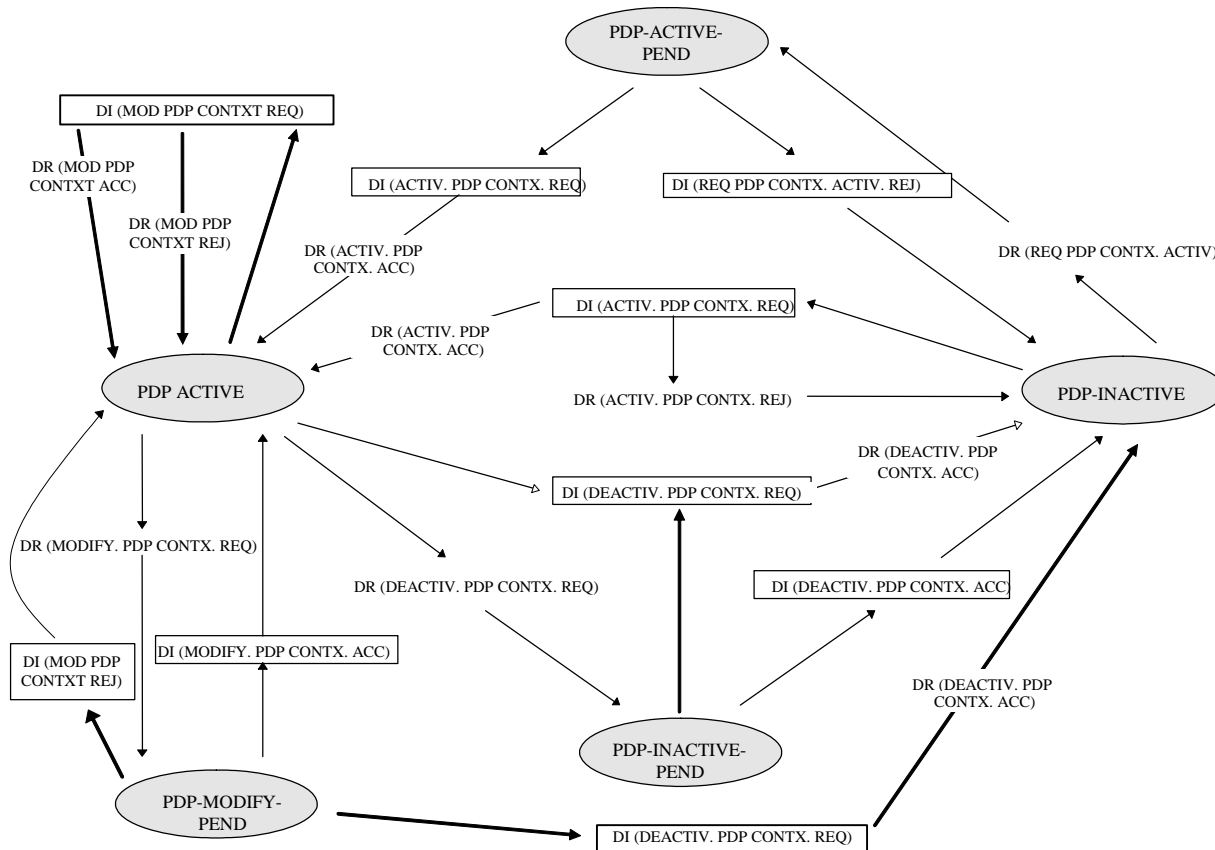 PDP-ACTIVE-
PEND
DI (MOD PDP CONTXT REQ)
DR (MOD PDP
CONTXT ACC)
DR (MOD PDP
CONTXT REJ)
DI (ACTIV. PDP CONTX. REQ)
DI (REQ PDP CONTX. ACTIV. REJ)
DR (ACTIV. PDP
CONTX. ACC)
DR (REQ PDP CONTX. ACTIV)
DI (ACTIV. PDP CONTX. REQ)
DR (ACTIV. PDP
CONTX. ACC)
PDP ACTIVE
DR (ACTIV. PDP CONTX. REJ)
PDP-INACTIVE
DR (DEACTIV. PDP
CONTX. ACC)
DI (DEACTIV. PDP CONTX. REQ)
DR (MODIFY. PDP CONTX. REQ)
DR (DEACTIV. PDP CONTX. REQ)
DI (DEACTIV. PDP CONTX. ACC)
DI (MOD PDP
CONTXT REJ)
DI (MODIFY. PDP CONTX. ACC)
DR (DEACTIV. PDP
CONTX. ACC)
PDP-INACTIVE-
PEND
PDP-MODIFY-
PEND
DI (DEACTIV. PDP CONTX. REQ)